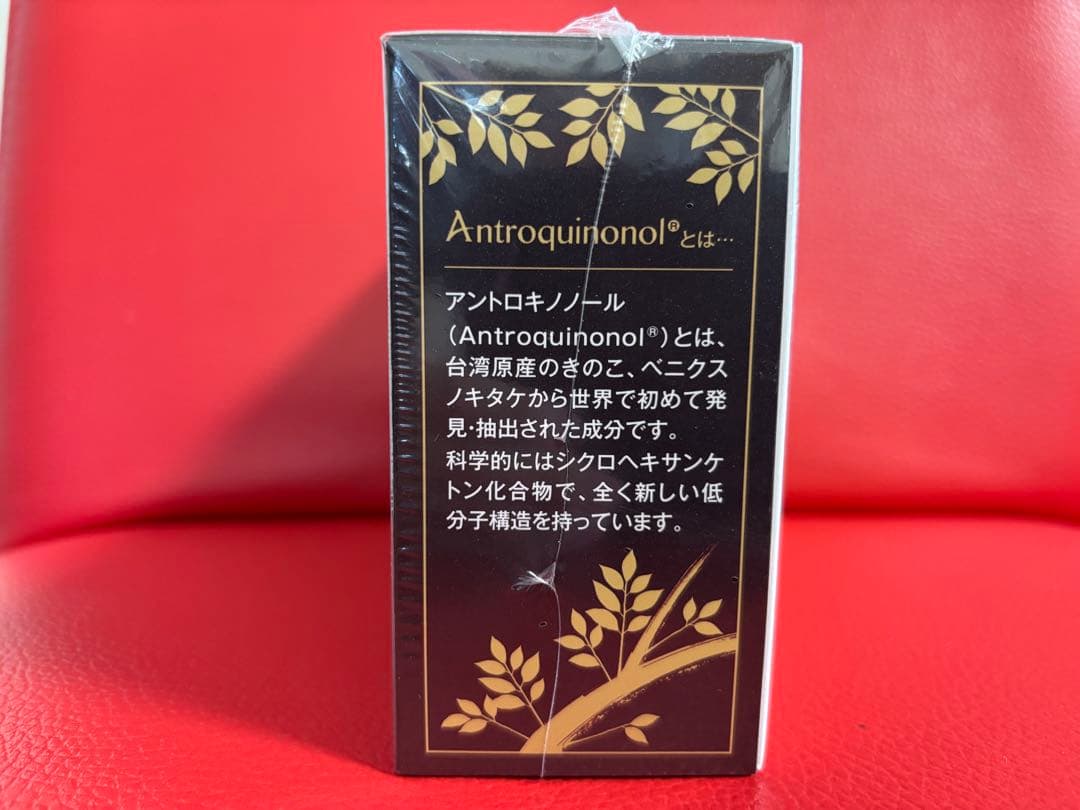 Antroquinonol®とは…
アントロキノノール
(Antroquinonol®)とは、
台湾原産のきのこ、ベニクス
ノキタケから世界で初めて発
見・抽出された成分です。
科学的にはシクロヘキサンケ
トン化合物で、全く新しい低
分子構造を持っています。